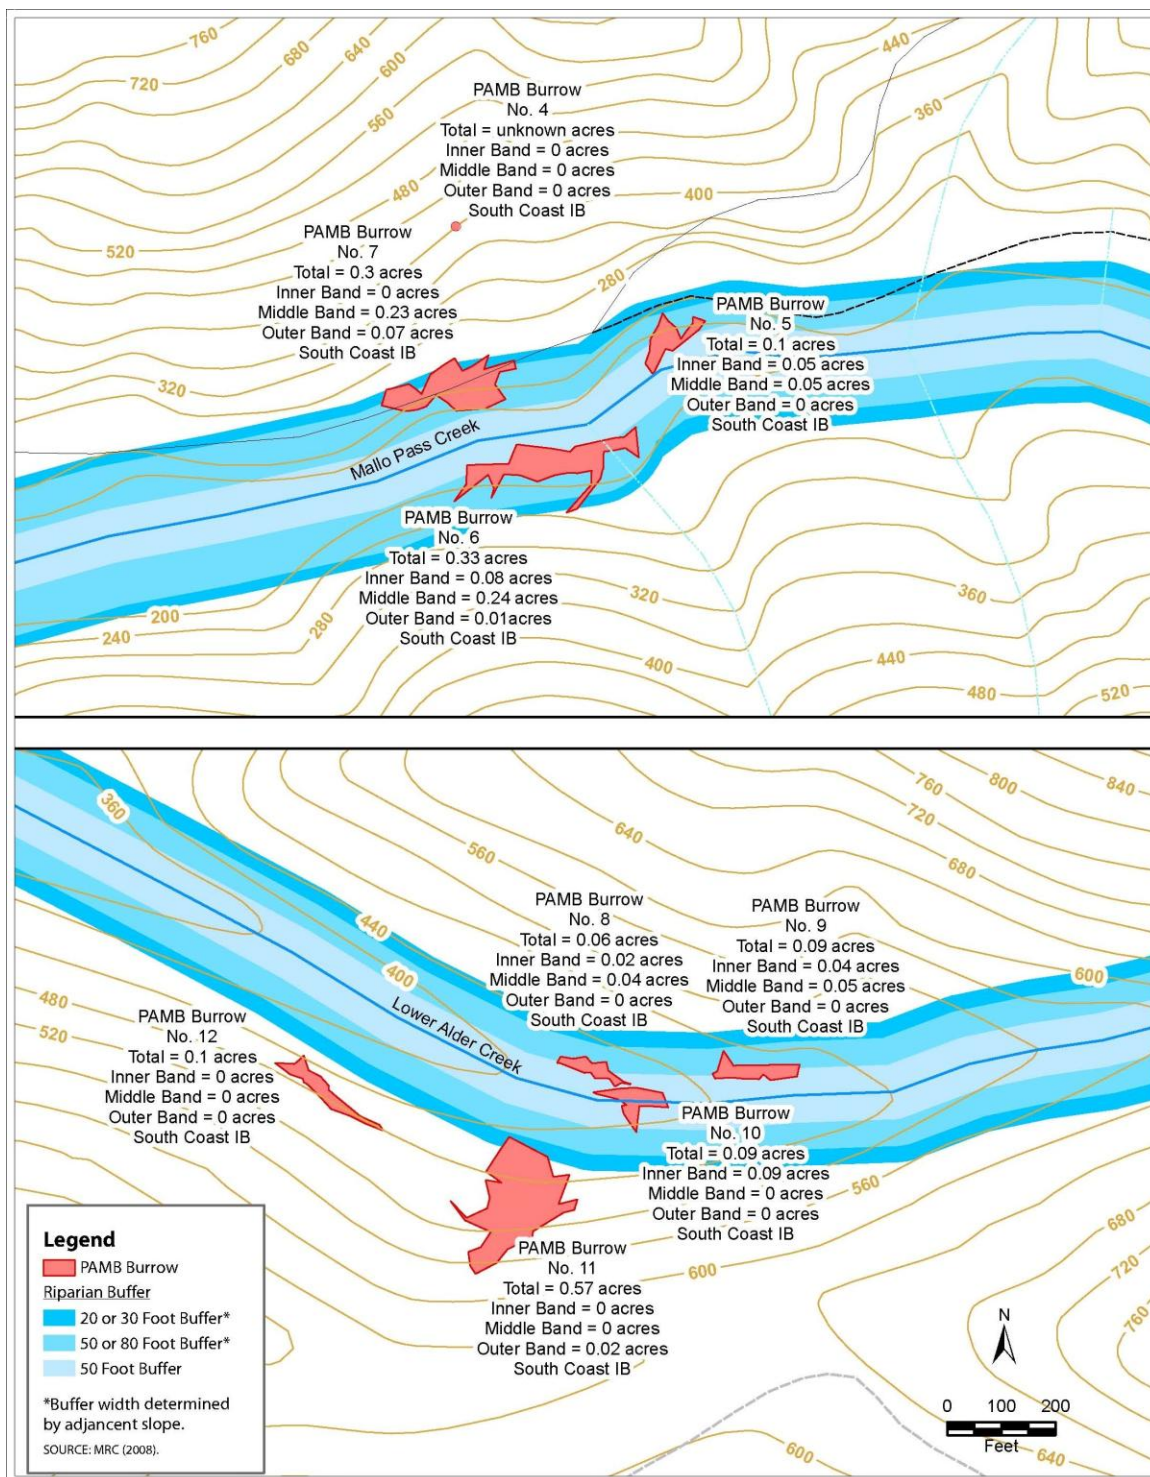 760
680
640
600
720
560
440
360
PAMB Burrow
No. 4
Total = unknown acres
Inner Band = 0 acres
Middle Band = 0 acres
Outer Band = 0 acres
South Coast IB
480
400
520
280
PAMB Burrow
No. 7
Total = 0.3 acres
Inner Band = 0 acres
Middle Band = 0.23 acres
Outer Band = 0.07 acres
South Coast IB
320
PAMB Burrow
No. 5
Total = 0.1 acres
Inner Band = 0.05 acres
Middle Band = 0.05 acres
Outer Band = 0 acres
South Coast IB
Mallo Pass Creek
PAMB Burrow
No. 6
Total = 0.33 acres
Inner Band = 0.08 acres
Middle Band = 0.24 acres
Outer Band = 0.01acres
South Coast IB
200
240
280
320
360
400
440
480
520
360
760
800
840
720
640
560
680
440
400
480
520
600
PAMB Burrow
No. 8
Total = 0.06 acres
Inner Band = 0.02 acres
Middle Band = 0.04 acres
Outer Band = 0 acres
South Coast IB
PAMB Burrow
No. 9
Total = 0.09 acres
Inner Band = 0.04 acres
Middle Band = 0.05 acres
Outer Band = 0 acres
South Coast IB
Lower Alder Creek
PAMB Burrow
No. 12
Total = 0.1 acres
Inner Band = 0 acres
Middle Band = 0 acres
Outer Band = 0 acres
South Coast IB
PAMB Burrow
No. 10
Total = 0.09 acres
Inner Band = 0.09 acres
Middle Band = 0 acres
Outer Band = 0 acres
South Coast IB
560
600
680
720
760
PAMB Burrow
No. 11
Total = 0.57 acres
Inner Band = 0 acres
Middle Band = 0 acres
Outer Band = 0.02 acres
South Coast IB
600
640
Legend
PAMB Burrow
Riparian Buffer
20 or 30 Foot Buffer*
50 or 80 Foot Buffer*
50 Foot Buffer
*Buffer width determined
by adjancent slope.
SOURCE: MRC (2008).
N
0 100 200
Feet